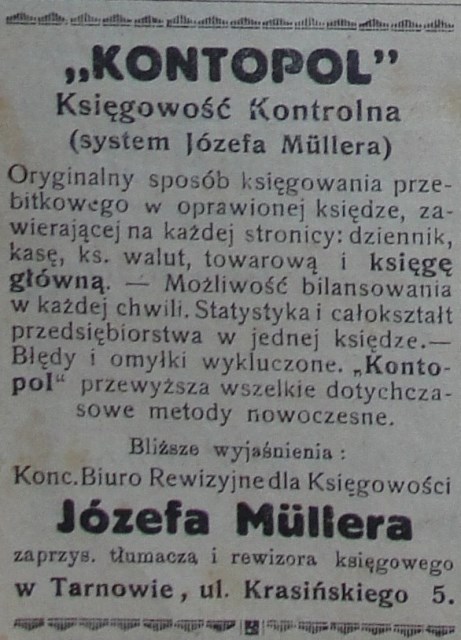 „KONTOPOL”
Księgowość Kontrolna
(system Józefa Müllera)
Oryginalny sposób księgowania prze-
bitkowego w oprawionej księdze, za-
wierającej na każdej stronicy: dziennik,
kasę, ks. walut, towarową i księgę
główną. — Możliwość bilansowania
w każdej chwili. Statystyka i całokształt
przedsiębiorstwa w jednej księdze.—
Błędy i omyłki wykluczone. „Konto-
pol“ przewyższa wszelkie dotychcza-
sowe metody nowoczesne.
Bliższe wyjaśnienia :
Konc. Biuro Rewizyjne dla Księgowości
Józefa Müllera
zaprzys. tłumacza i rewizora księgowego
w Tarnowie, ul. Krasińskiego 5.